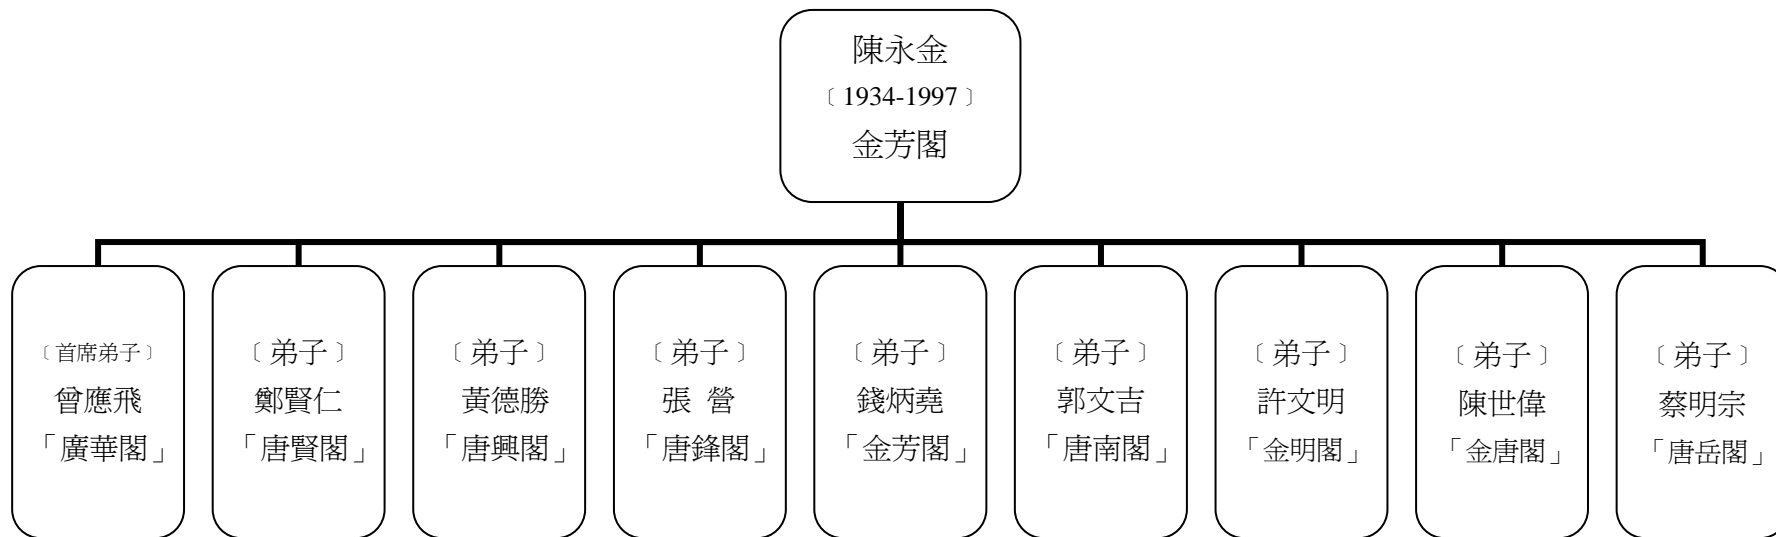 陳永金
﹝1934-1997﹞
金芳閣
﹝首席弟子﹞
曾應飛
「廣華閣」
﹝弟子﹞
鄭賢仁
「唐賢閣」
﹝弟子﹞
黃德勝
「唐興閣」
﹝弟子﹞
張 營
「唐鋒閣」
﹝弟子﹞
錢炳堯
「金芳閣」
﹝弟子﹞
郭文吉
「唐南閣」
﹝弟子﹞
許文明
「金明閣」
﹝弟子﹞
陳世偉
「金唐閣」
﹝弟子﹞
蔡明宗
「唐岳閣」